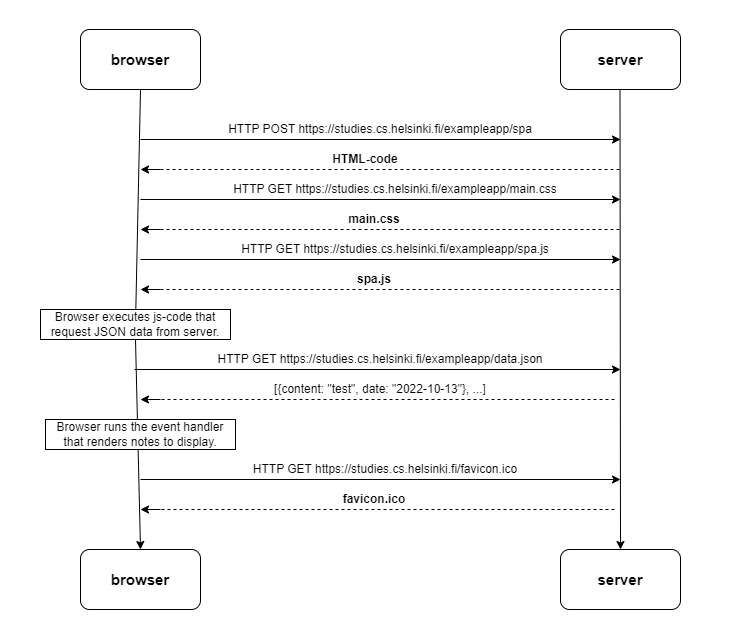 browser
server
HTTP POST https://studies.cs.helsinki.fi/exampleapp/spa
HTML-code
HTTP GET https://studies.cs.helsinki.fi/exampleapp/main.css
main.css
HTTP GET https://studies.cs.helsinki.fi/exampleapp/spa.js
spa.js
Browser executes js-code that
request JSON data from server.
HTTP GET https://studies.cs.helsinki.fi/exampleapp/data.json
[{content: "test", date: "2022-10-13"}, ...]
Browser runs the event handler
that renders notes to display.
HTTP GET https://studies.cs.helsinki.fi/favicon.ico
favicon.ico
browser
server